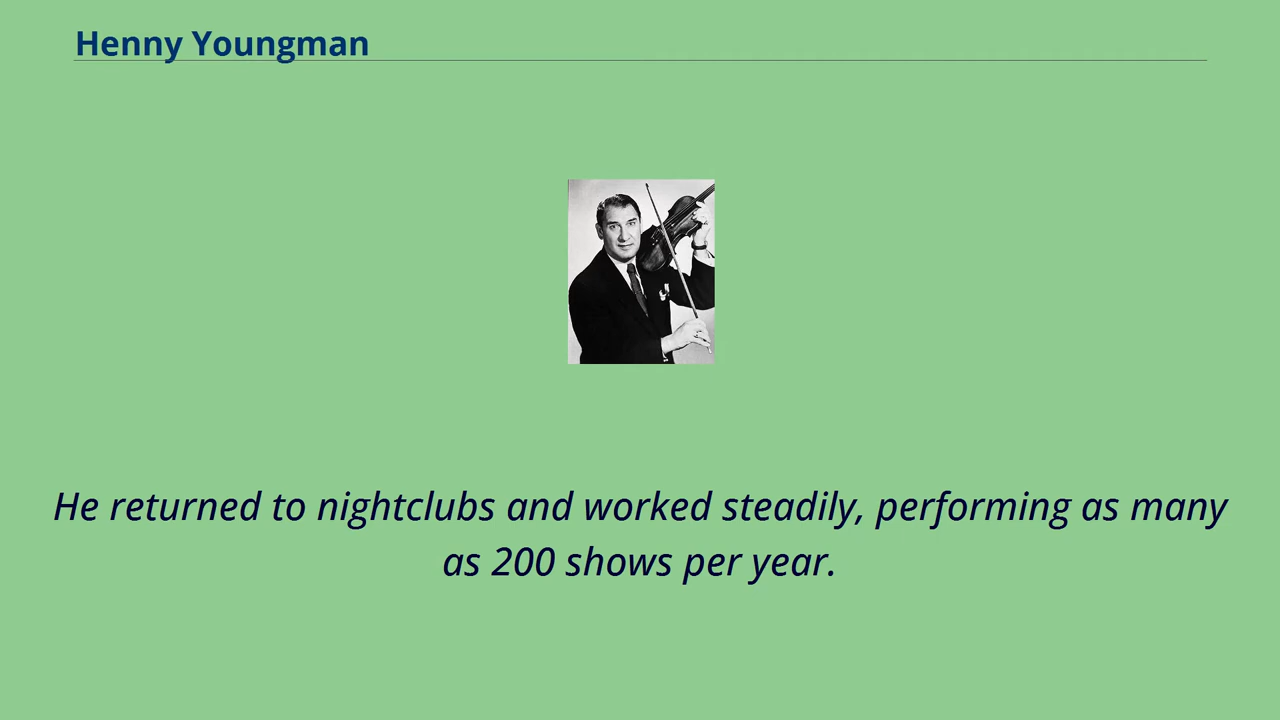 Henny Youngman
He returned to nightclubs and worked steadily, performing as many
as 200 shows per year.